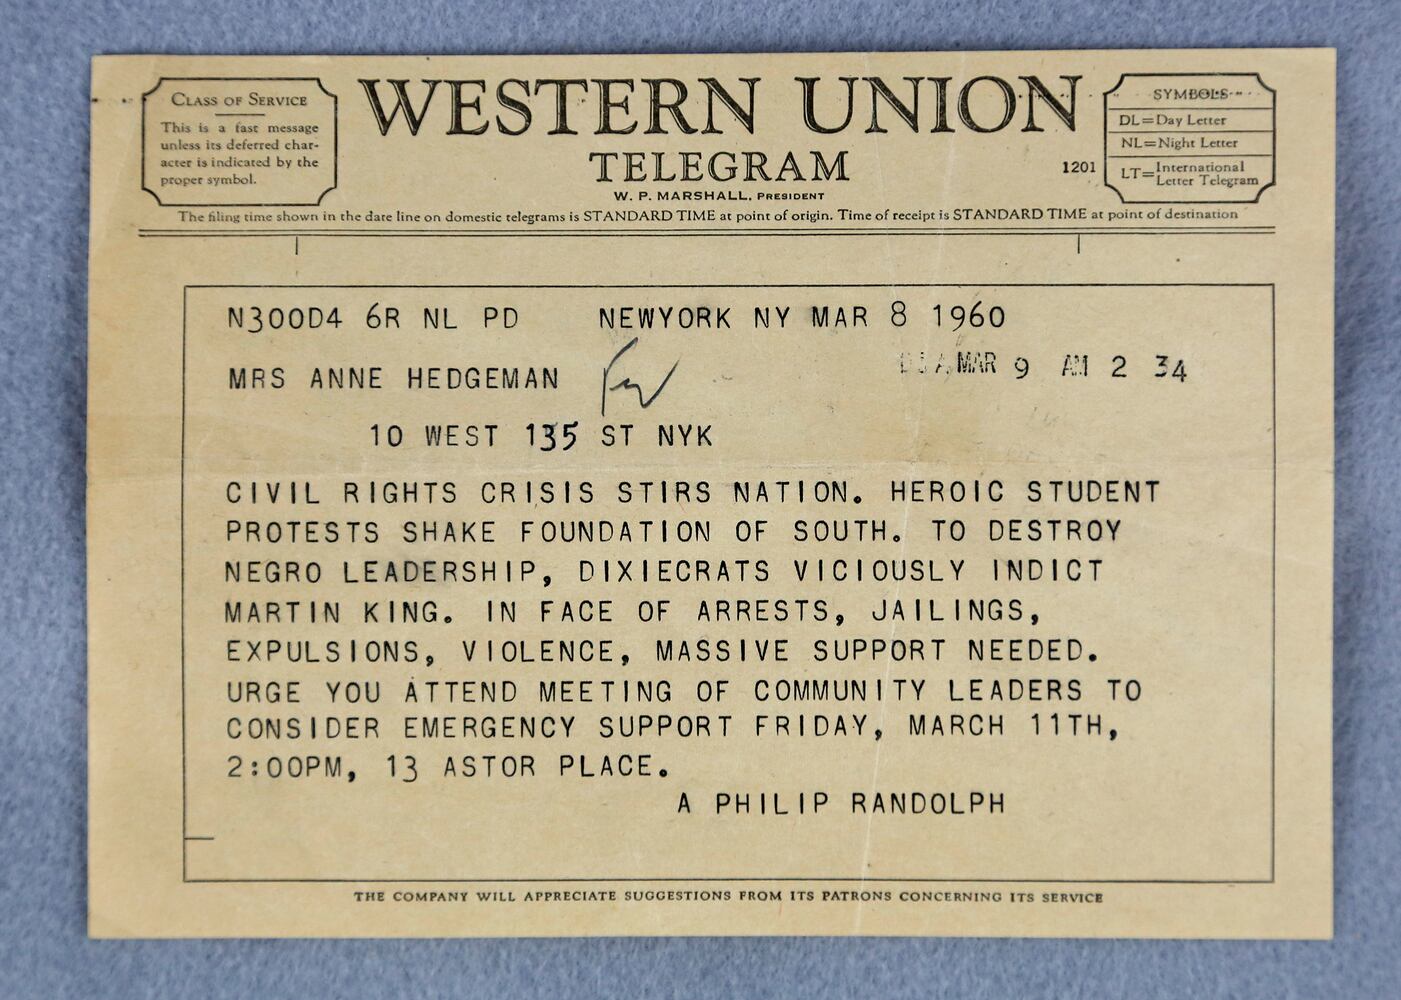 CLASS OF SERVICE
This is a fast message
unless its deferred char-
acter is indicated by the
proper symbol.
WESTERN UNION
TELEGRAM
W. P. MARSHALL, PRESIDENT
1201
SYMBOLS
DL=Day Letter
NL=Night Letter
LT=International
Letter Telegram
The filing time shown in the date line on domestic telegrams is STANDARD TIME at point of origin. Time of receipt is STANDARD TIME at point of destination
N300D4 6R NL PD NEWYORK NY MAR 8 1960
MAR 9 AM 2 34
MRS ANNE HEDGEMAN
10 WEST 135 ST NYK
CIVIL RIGHTS CRISIS STIRS NATION. HEROIC STUDENT
PROTESTS SHAKE FOUNDATION OF SOUTH. TO DESTROY
NEGRO LEADERSHIP, DIXIECRATS VICIOUSLY INDICT
MARTIN KING. IN FACE OF ARRESTS, JAILINGS,
EXPULSIONS, VIOLENCE, MASSIVE SUPPORT NEEDED.
URGE YOU ATTEND MEETING OF COMMUNITY LEADERS TO
CONSIDER EMERGENCY SUPPORT FRIDAY, MARCH 11TH,
2:00PM, 13 ASTOR PLACE.
A PHILIP RANDOLPH
THE COMPANY WILL APPRECIATE SUGGESTIONS FROM ITS PATRONS CONCERNING ITS SERVICE